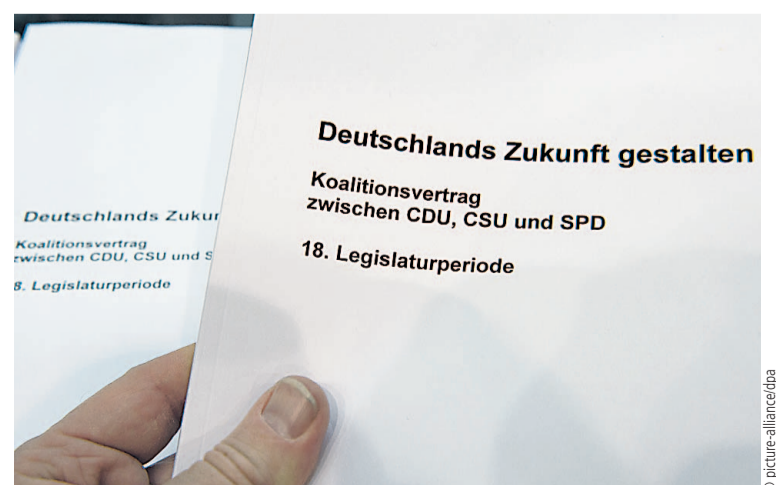 Deutschlands Zukunft gestalten
Koalitionsvertrag
zwischen CDU, CSU und SPD
18. Legislaturperiode
Deutschlands Zukun
Koalitionsvertrag
zwischen CDU, CSU und S
8. Legislaturperiode
picture-alliance/dpa